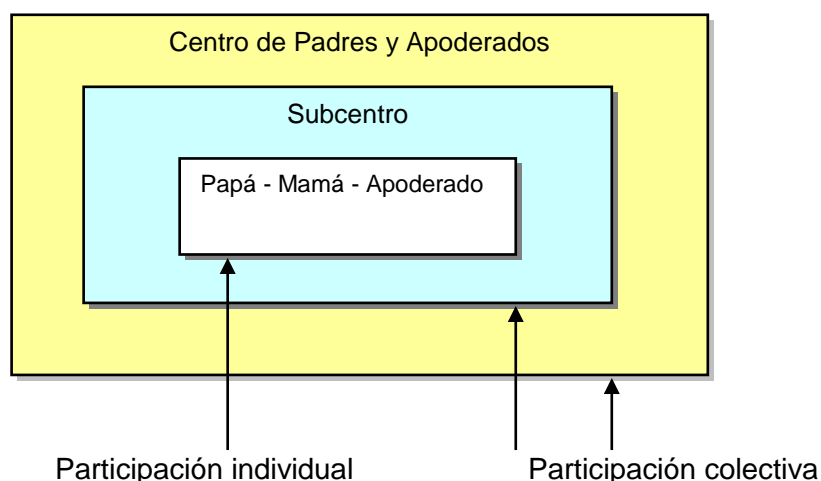 Centro de Padres y Apoderados
Subcentro
Papá - Mamá - Apoderado
Participación individual
Participación colectiva